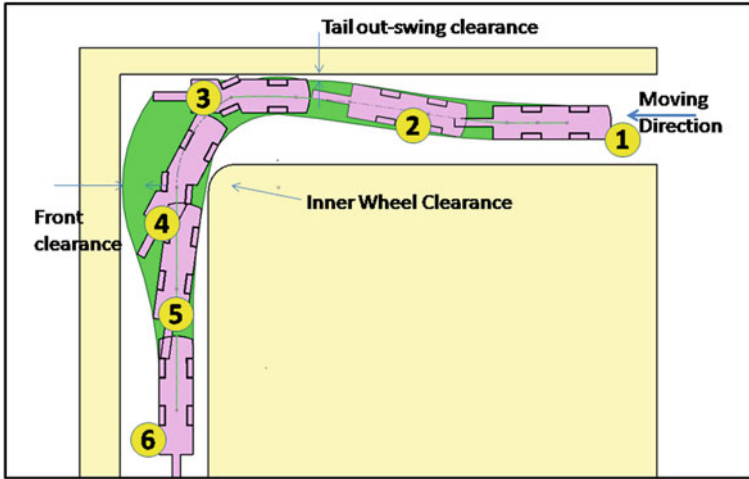 Tail out-swing clearance
3
2
1
Moving
Direction
Front
clearance
4
Inner Wheel Clearance
5
6